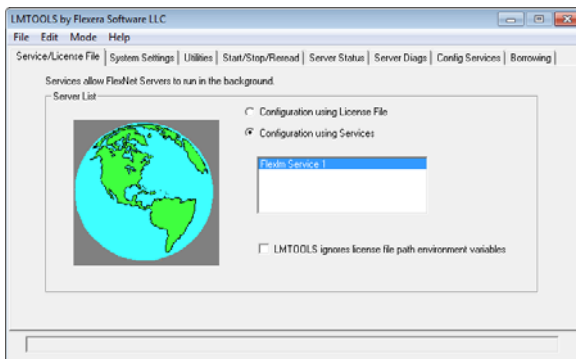 LMTOOLS by Flexera Software LLC
File Edit Mode Help
Service/License File System Settings Utilities Start/Stop/Reread Server Status Server Diags Config Services Borrowing
Services allow FlexNet Servers to run in the background.
Server List
Configuration using License File
Configuration using Services
Flexlm Service 1
LMTOOLS ignores license file path environment variables